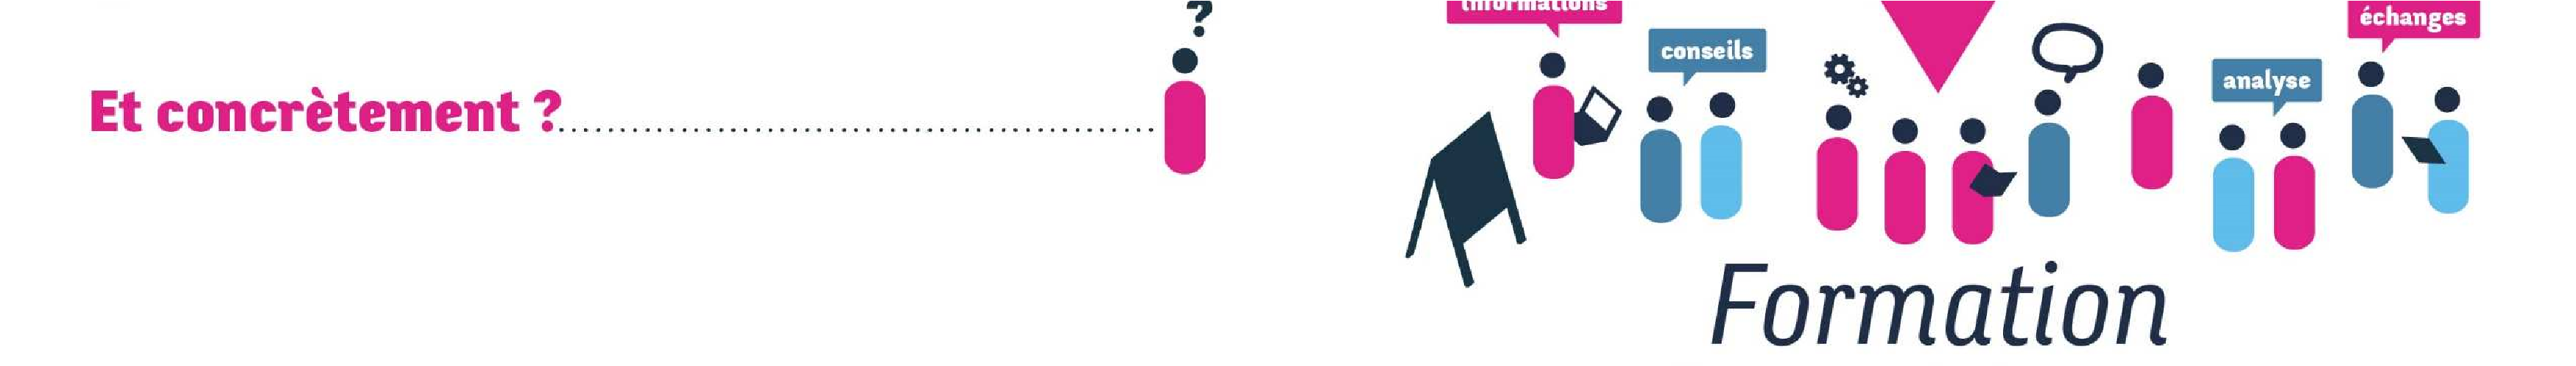 ?
informations
échanges
conseils
analyse
Et concrètement ?
Formation